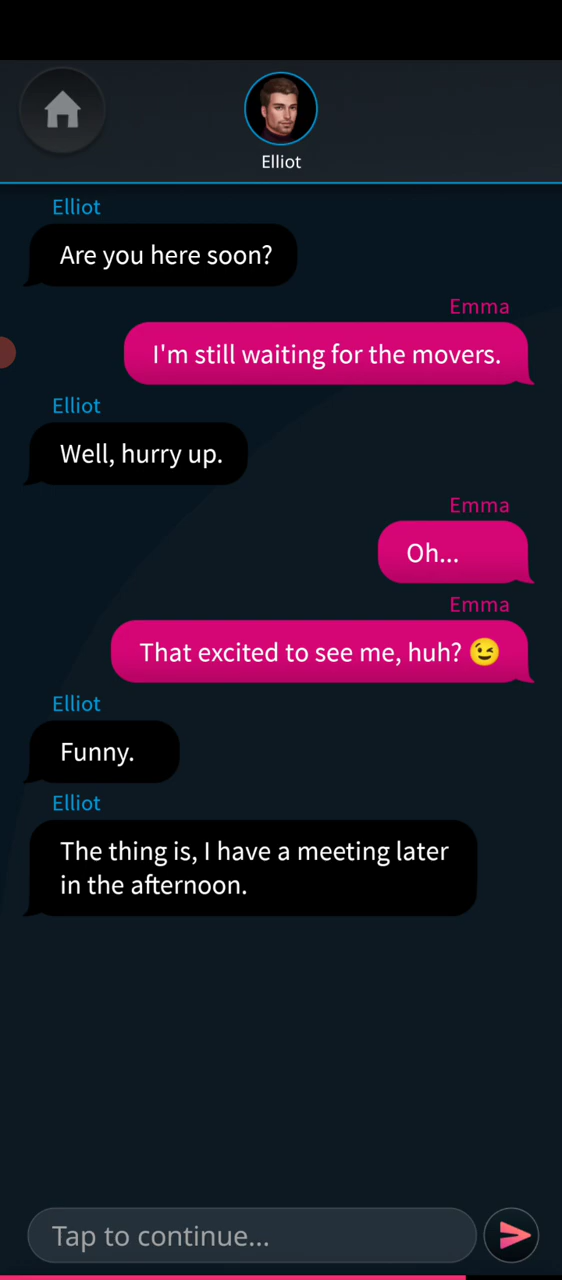 Elliot
Elliot
Are you here soon?
Emma
I'm still waiting for the movers.
Elliot
Well, hurry up.
Emma
Oh...
Emma
That excited to see me, huh? 😉
Elliot
Funny.
Elliot
The thing is, I have a meeting later
in the afternoon.
Tap to continue...